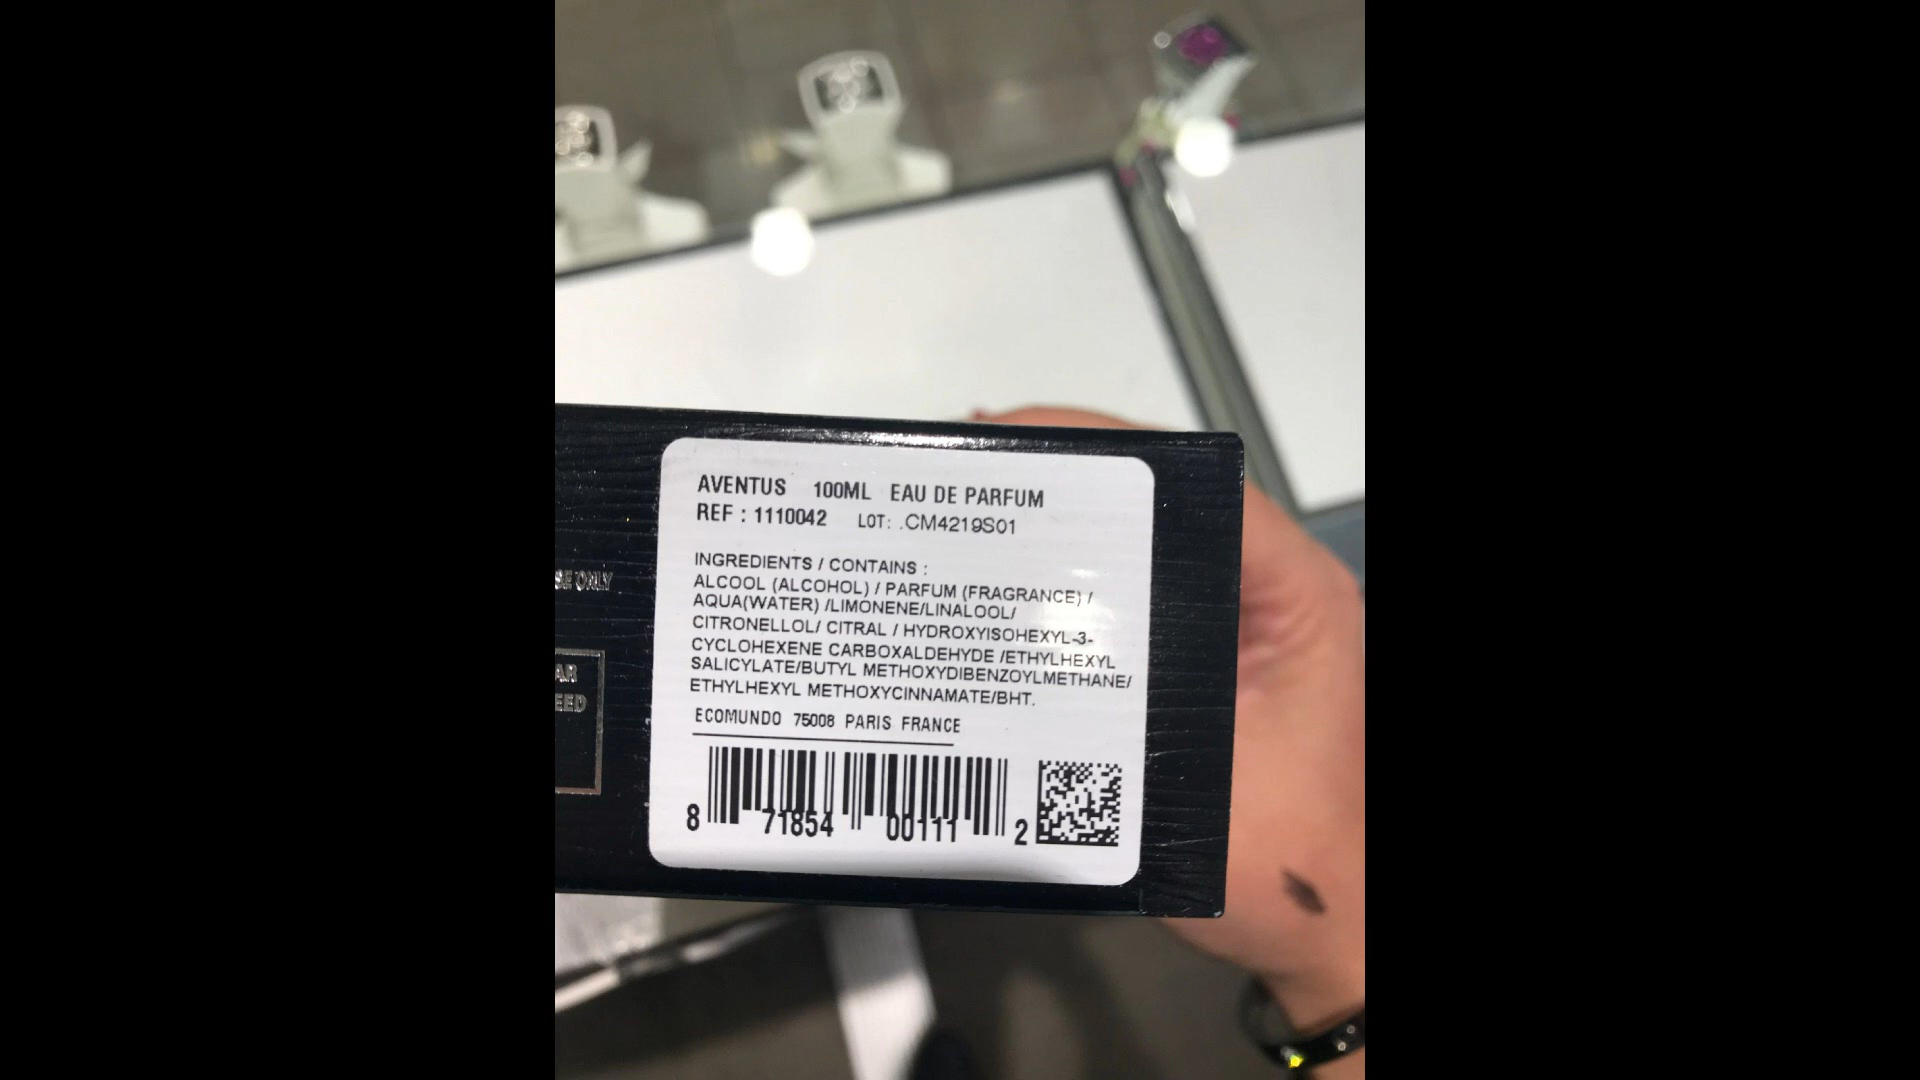 AVENTUS 100ML EAU DE PARFUM
REF : 1110042 LOT: .CM4219S01
INGREDIENTS / CONTAINS :
ALCOOL (ALCOHOL) / PARFUM (FRAGRANCE) /
AQUA(WATER) /LIMONENE/LINALOOL/
CITRONELLOL/ CITRAL / HYDROXYISOHEXYL-3-
CYCLOHEXENE CARBOXALDEHYDE /ETHYLHEXYL
SALICYLATE/BUTYL METHOXYDIBENZOYLMETHANE/
ETHYLHEXYL METHOXYCINNAMATE/BHT.
ECOMUNDO 75008 PARIS FRANCE
8 71854 00111 2
ONLY